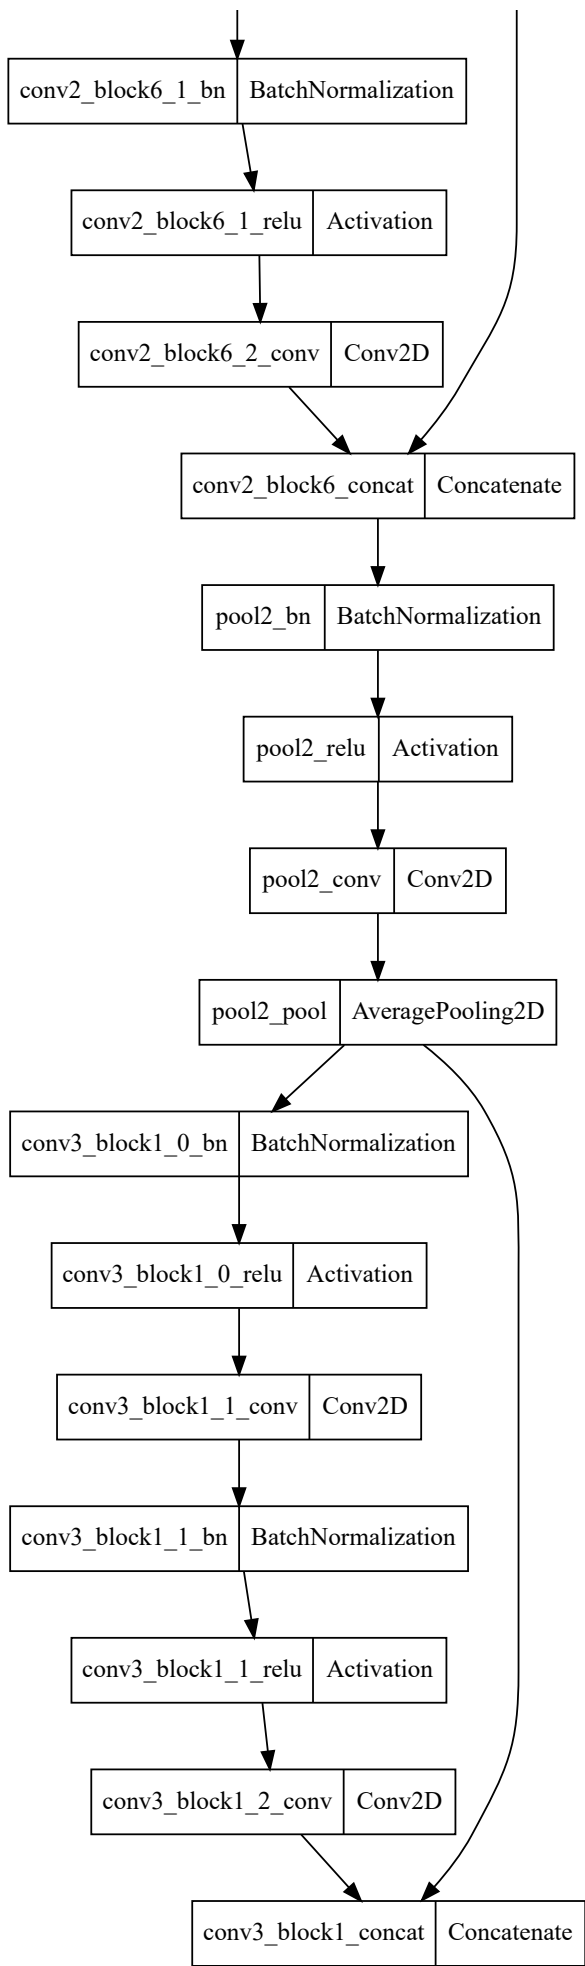 conv2_block6_1_bn BatchNormalization
conv2_block6_1_relu Activation
conv2_block6_2_conv Conv2D
conv2_block6_concat Concatenate
pool2_bn BatchNormalization
pool2_relu Activation
pool2_conv Conv2D
pool2_pool AveragePooling2D
conv3_block1_0_bn BatchNormalization
conv3_block1_0_relu Activation
conv3_block1_1_conv Conv2D
conv3_block1_1_bn BatchNormalization
conv3_block1_1_relu Activation
conv3_block1_2_conv Conv2D
conv3_block1_concat Concatenate